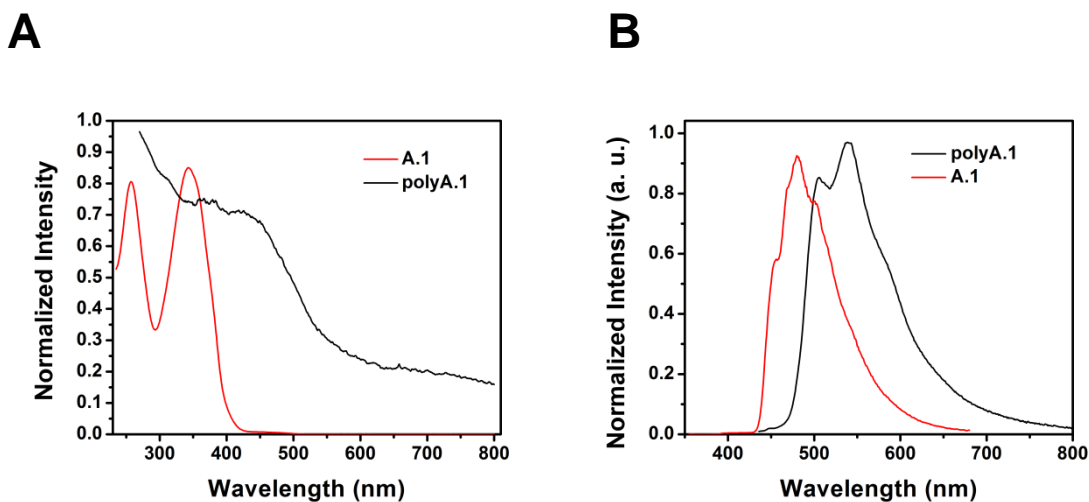 A
B
Normalized Intensity
1.0
0.9
0.8
0.7
0.6
0.5
0.4
0.3
0.2
0.1
0.0
300 400 500 600 700 800
Wavelength (nm)
A.1
polyA.1
Normalized Intensity (a. u.)
1.0
0.8
0.6
0.4
0.2
0.0
400 500 600 700 800
Wavelength (nm)
polyA.1
A.1